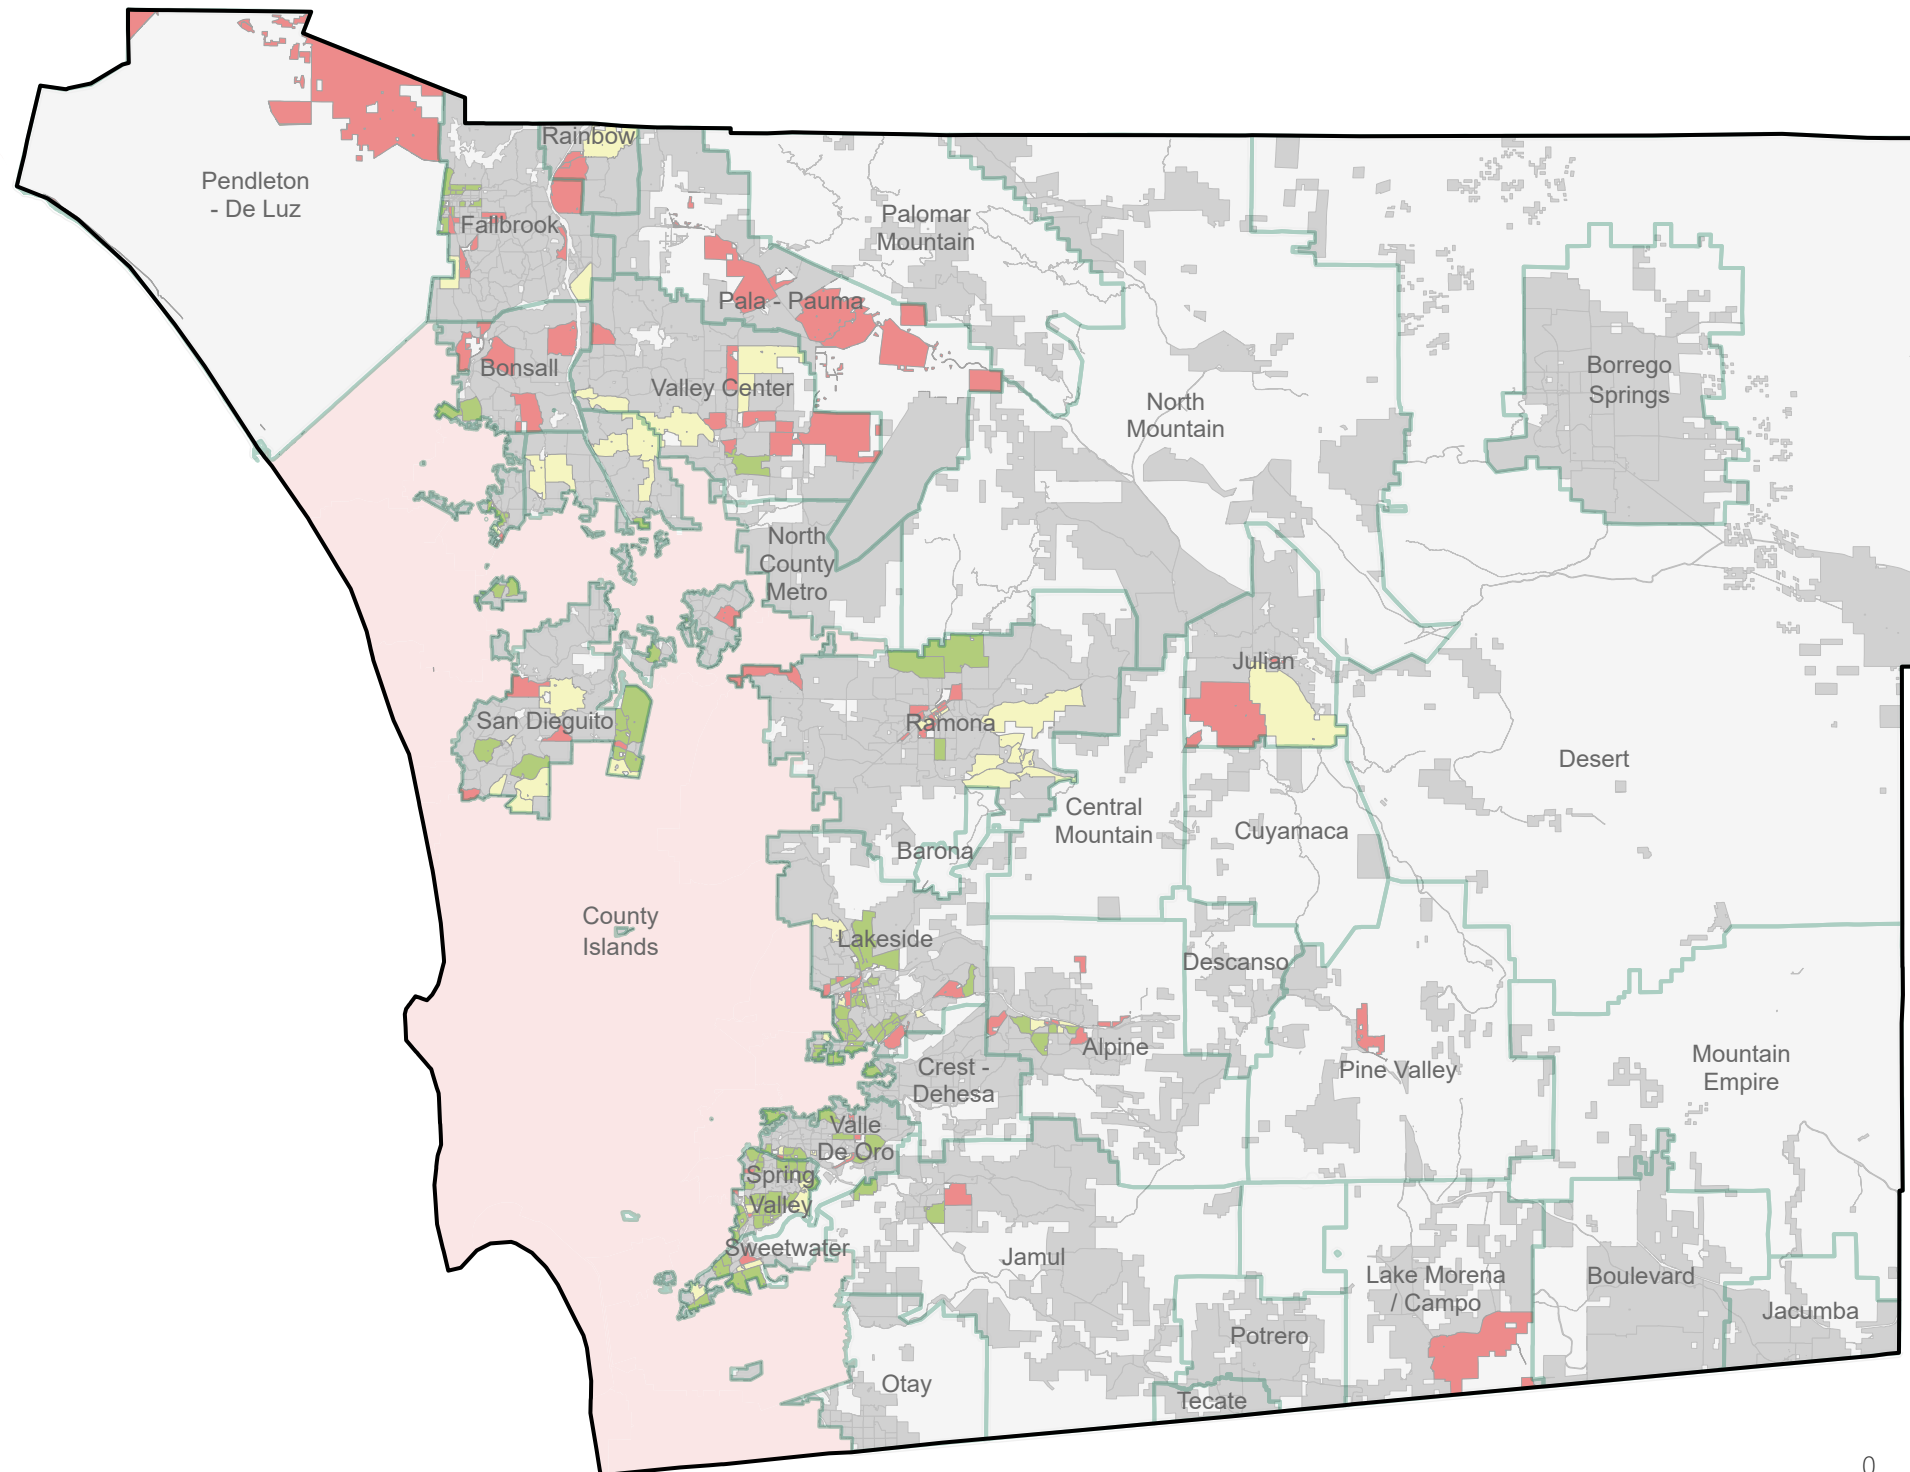 Rainbow
Pendleton
- De Luz
Fallbrook
Palomar
Mountain
Pala - Pauma
Bonsall
Valley Center
Borrego
Springs
North
Mountain
North
County
Metro
Julian
San Dieguito
Ramona
Desert
Central
Mountain
Cuyamaca
Barona
County
Islands
Lakeside
Descanso
Alpine
Pine Valley
Mountain
Empire
Crest -
Dehesa
Valle
De Oro
Spring
Valley
Sweetwater
Jamul
Lake Morena
/ Campo
Boulevard
Jacumba
Potrero
Otay
Tecate
0